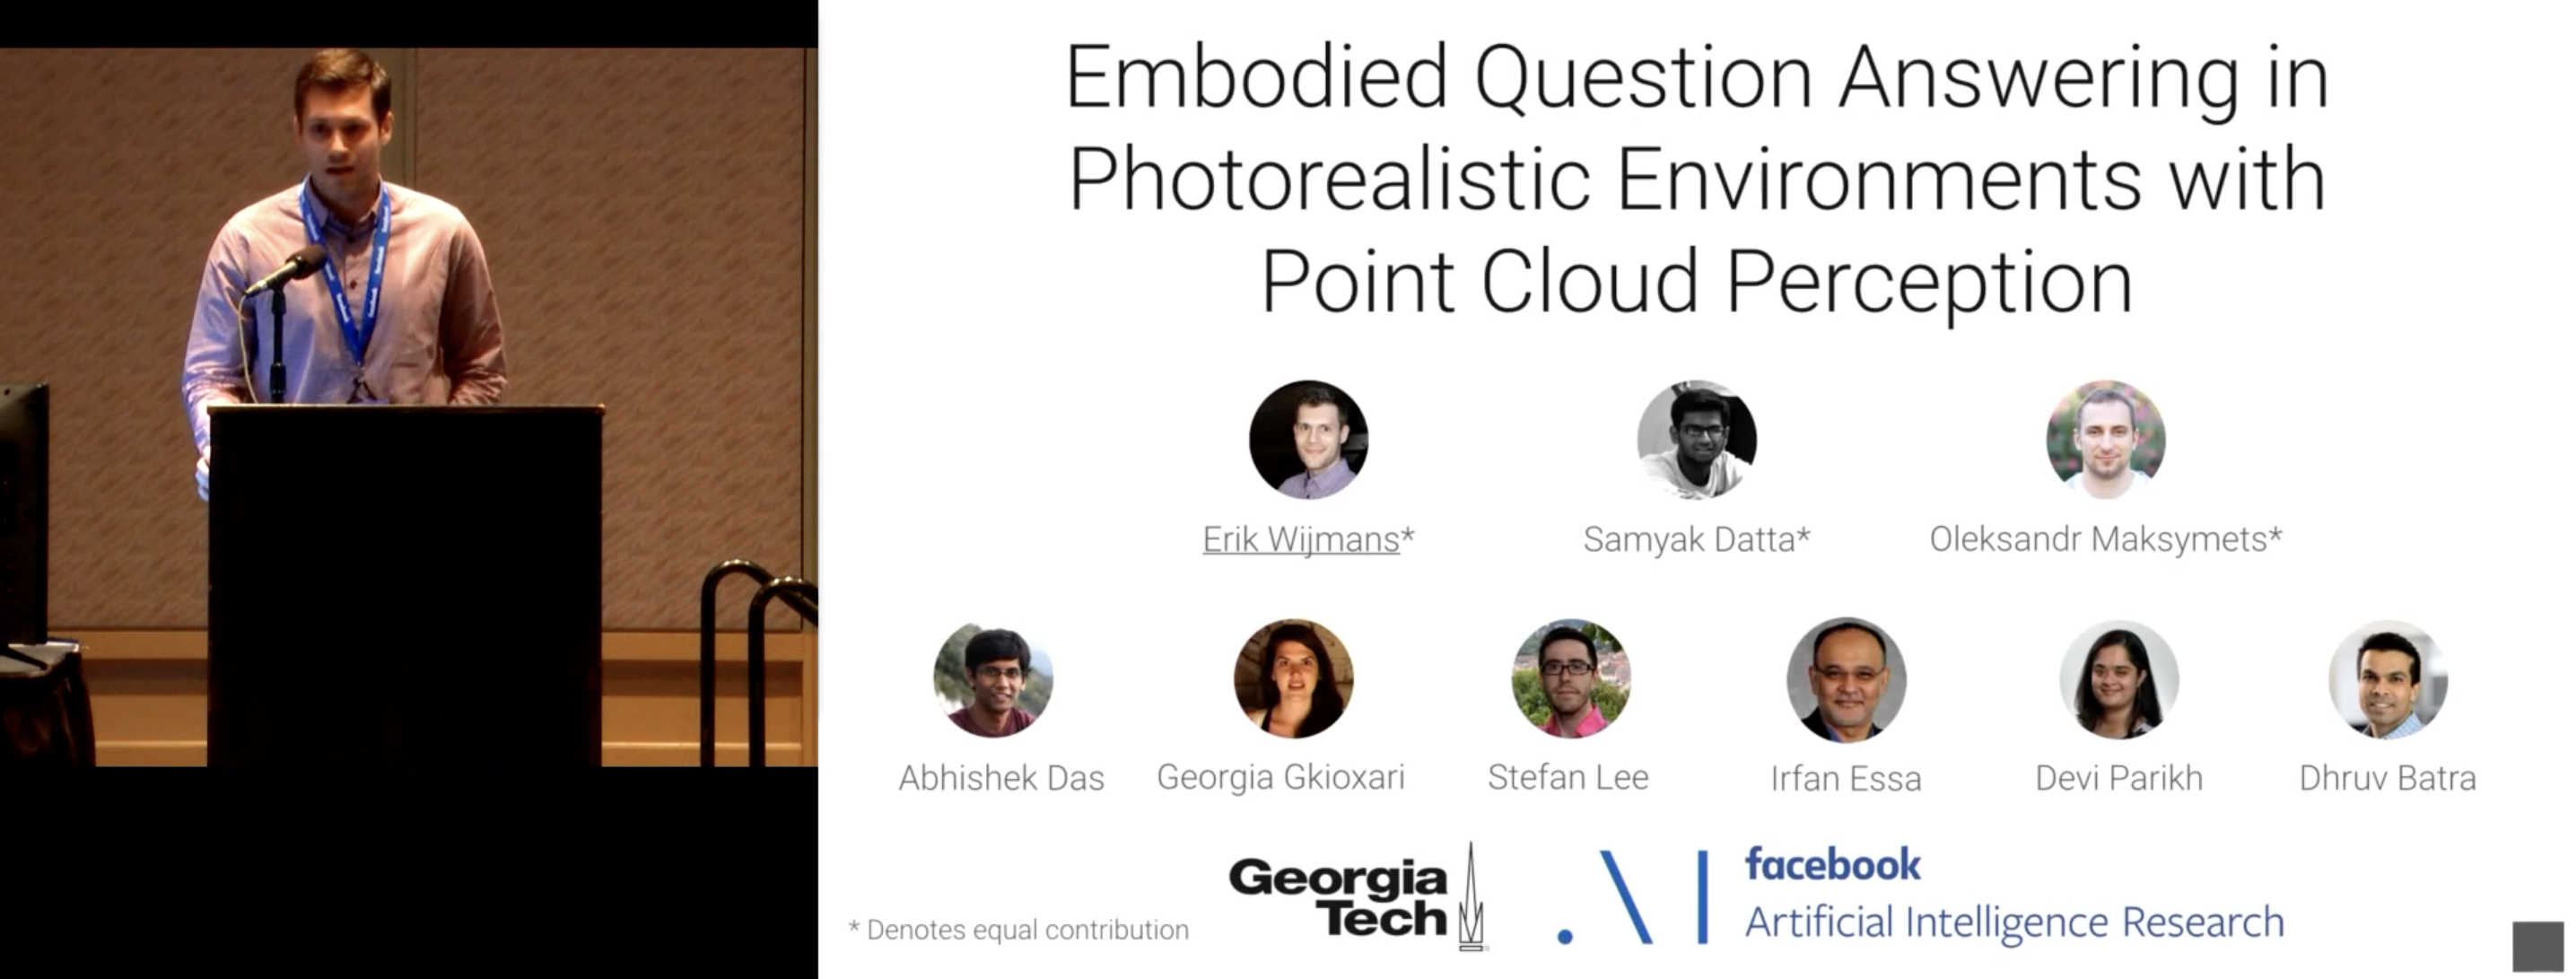 Embodied Question Answering in
Photorealistic Environments with
Point Cloud Perception
Erik Wijmans*
Samyak Datta*
Oleksandr Maksymets*
Abhishek Das
Georgia Gkioxari
Stefan Lee
Irfan Essa
Devi Parikh
Dhruv Batra
* Denotes equal contribution
Georgia
Tech
facebook
Artificial Intelligence Research